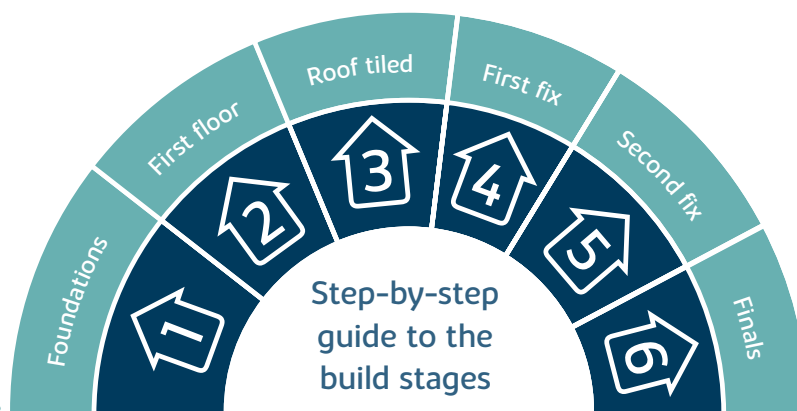 Foundations
First floor
Roof tiled
First fix
Second fix
Finals
1
2
3
4
5
6
Step-by-step
guide to the
build stages